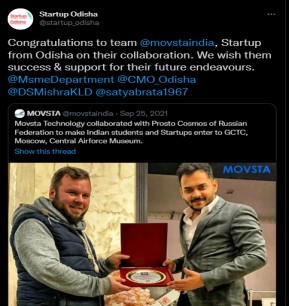 Startup Odisha
@startup_odisha
Congratulations to team @movstaindia, Startup
from Odisha on their collaboration. We wish them
success & support for their future endeavours.
@MsmeDepartment @CMO_Odisha
@DSMishraKLD @satyabrata1967
MOVSTA @movstaindia · Sep 25, 2021
Movsta Technology collaborated with Prosto Cosmos of Russian
Federation to make Indian students and Startups enter to GCTC,
Moscow, Central Airforce Museum.
Show this thread
MOVSTA